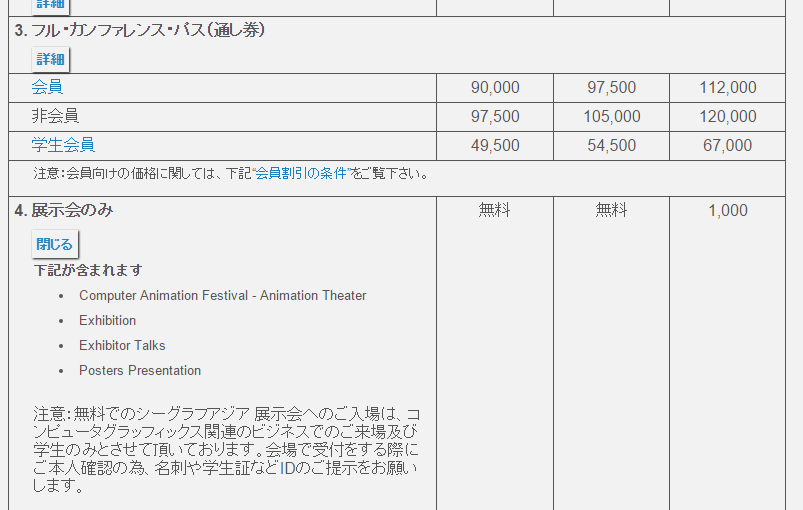 詳細
3. フル・カンファレンス・パス(通し券)
詳細
会員 90,000 97,500 112,000
非会員 97,500 105,000 120,000
学生会員 49,500 54,500 67,000
注意:会員向けの価格に関しては、下記“会員割引の条件”をご覧下さい。
4. 展示会のみ 無料 無料 1,000
閉じる
下記が含まれます
• Computer Animation Festival - Animation Theater
• Exhibition
• Exhibitor Talks
• Posters Presentation
注意:無料でのシーグラフアジア 展示会へのご入場は、コ
ンピュータグラッフィックス関連のビジネスでのご来場及び
学生のみとさせて頂いております。会場で受付をする際に
ご本人確認の為、名刺や学生証などIDのご提示をお願い
します。